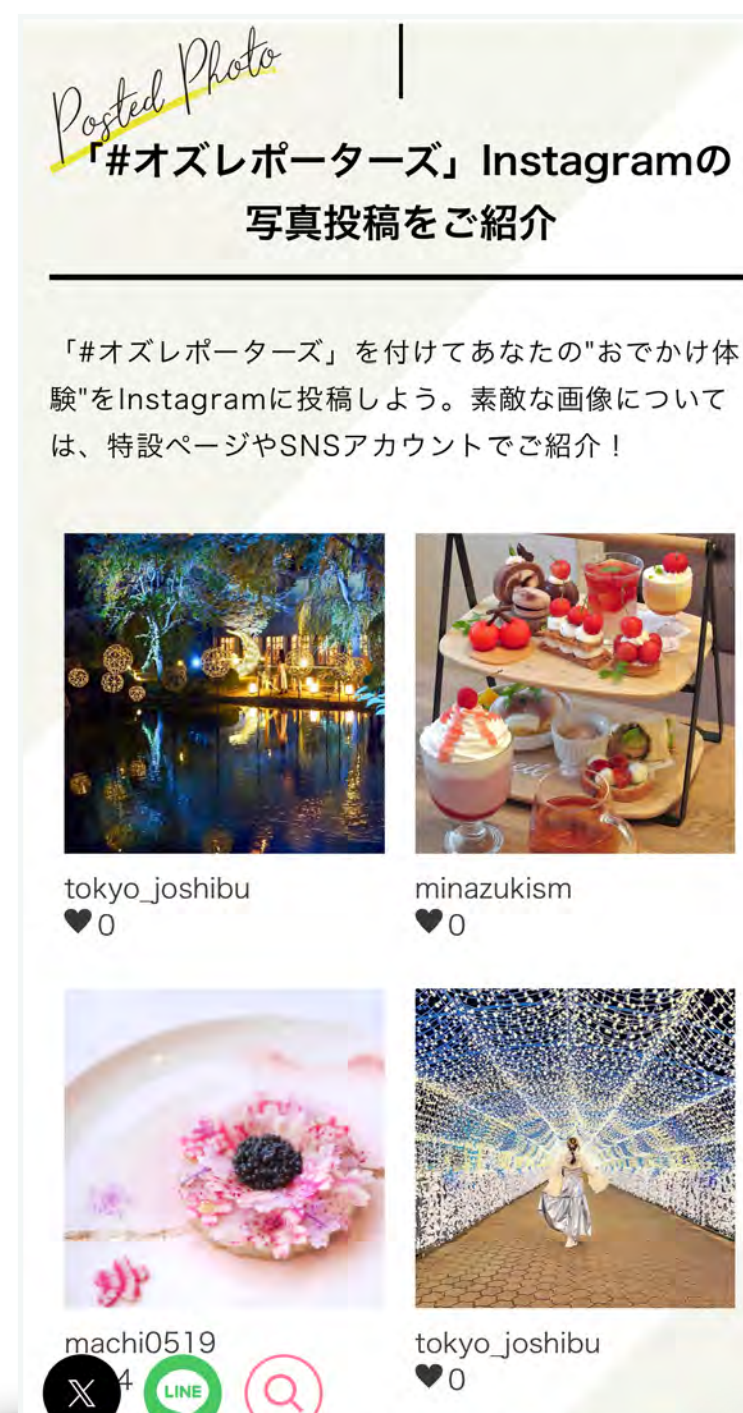 Posted Photo
「#オズレポーターズ」Instagramの
写真投稿をご紹介
「#オズレポーターズ」を付けてあなたの"おでかけ体
験"をInstagramに投稿しよう。素敵な画像について
は、特設ページやSNSアカウントでご紹介！
tokyo_joshibu
♥0
minazukism
♥0
machi0519
4
tokyo_joshibu
♥0
X
LINE